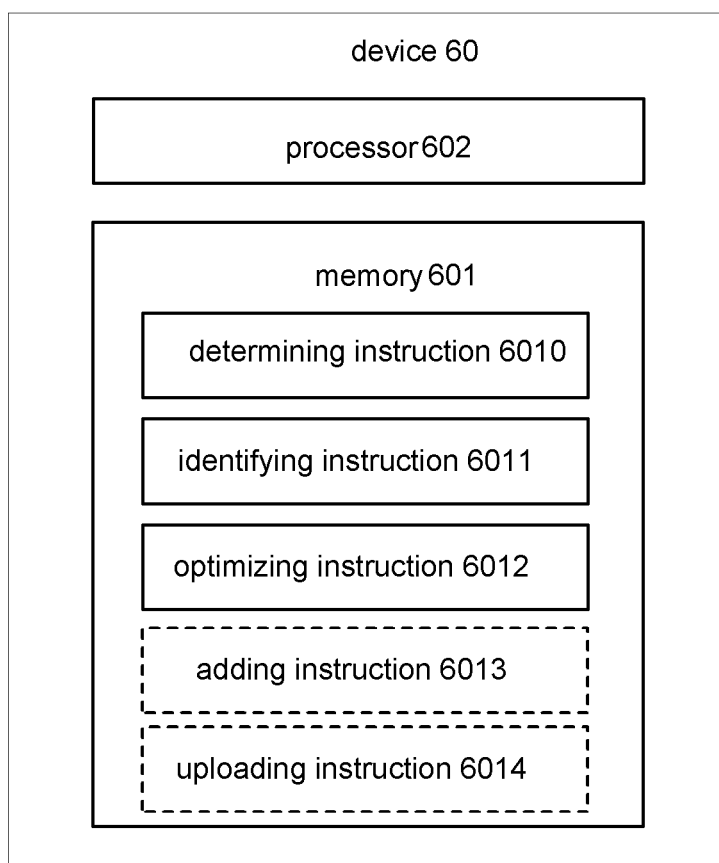 device 60
processor 602
memory 601
determining instruction 6010
identifying instruction 6011
optimizing instruction 6012
adding instruction 6013
uploading instruction 6014